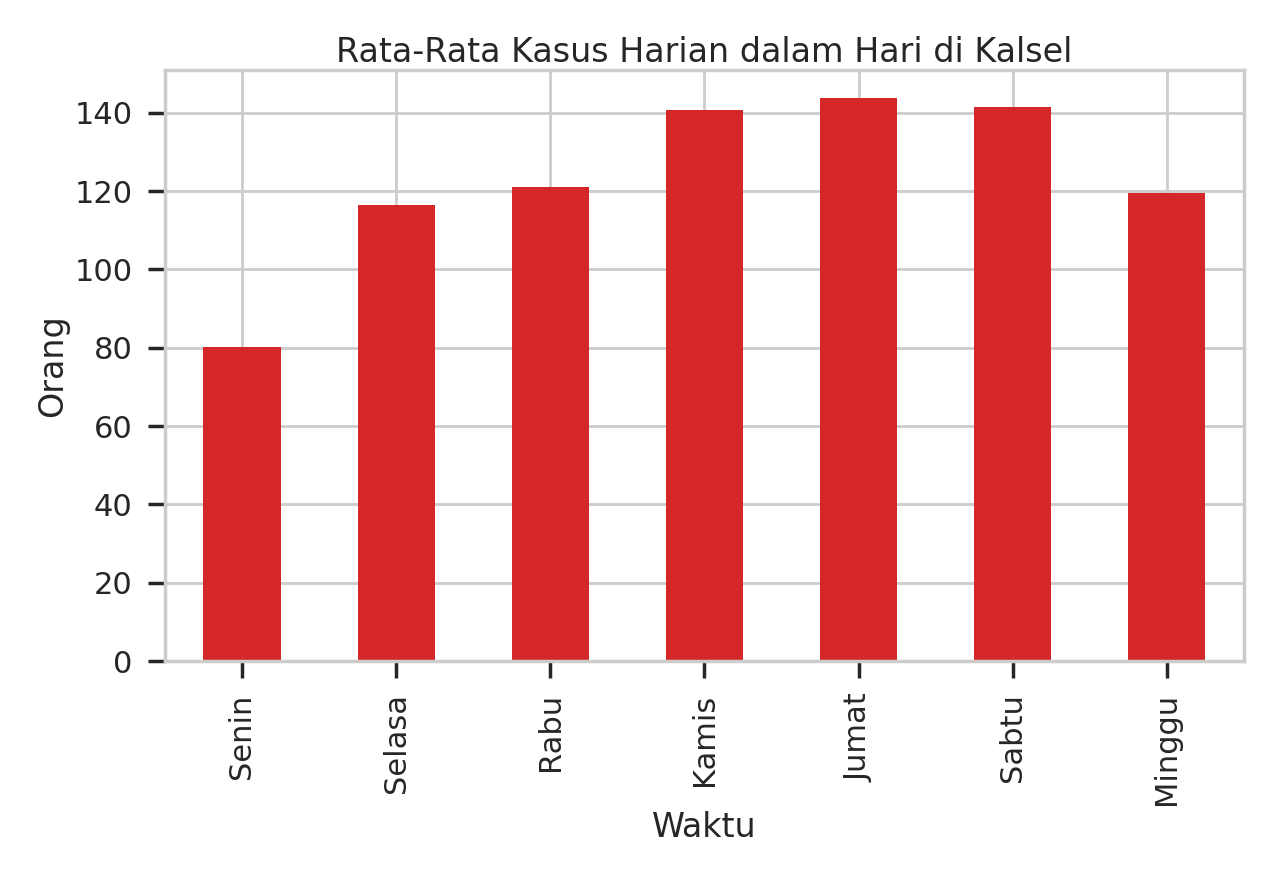 Rata-Rata Kasus Harian dalam Hari di Kalsel
Orang
140
120
100
80
60
40
20
0
Senin
Selasa
Rabu
Kamis
Jumat
Sabtu
Minggu
Waktu